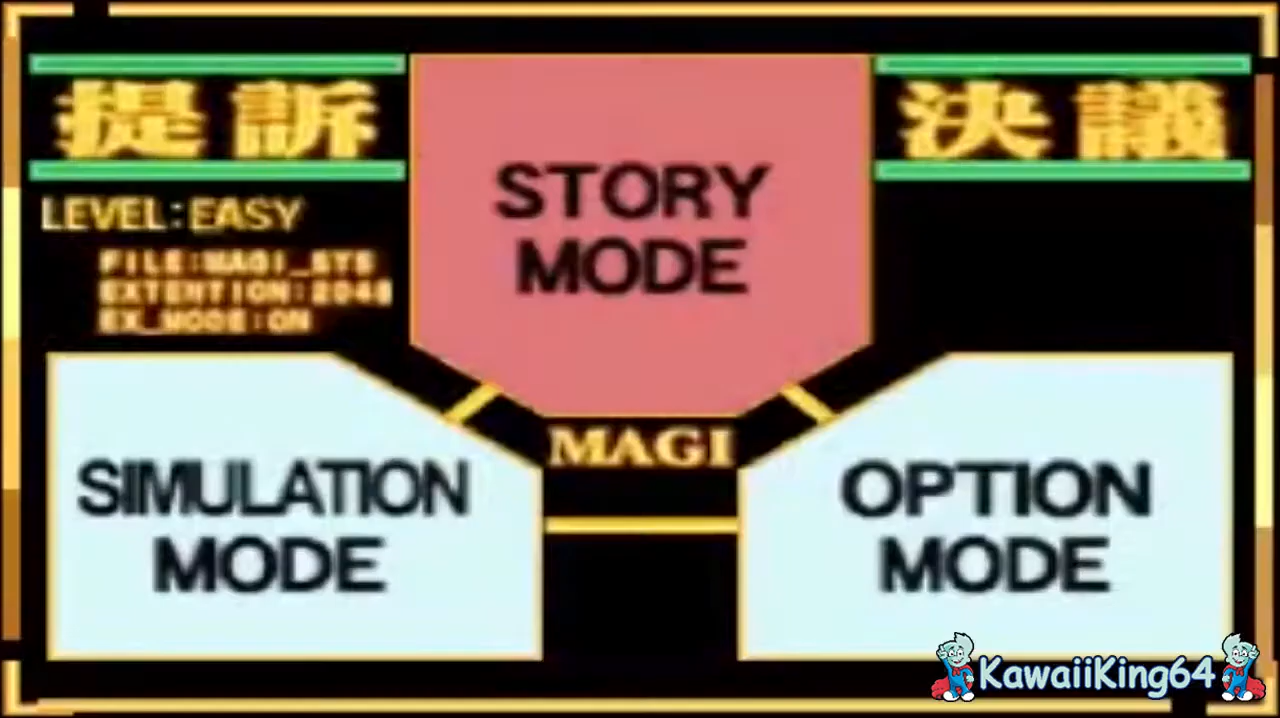 提訴
決議
STORY
MODE
LEVEL:EASY
FILE:MAGI_SYS
EXTENTION:2048
EX_MODE:ON
MAGI
SIMULATION
MODE
OPTION
MODE
KawaiiKing64